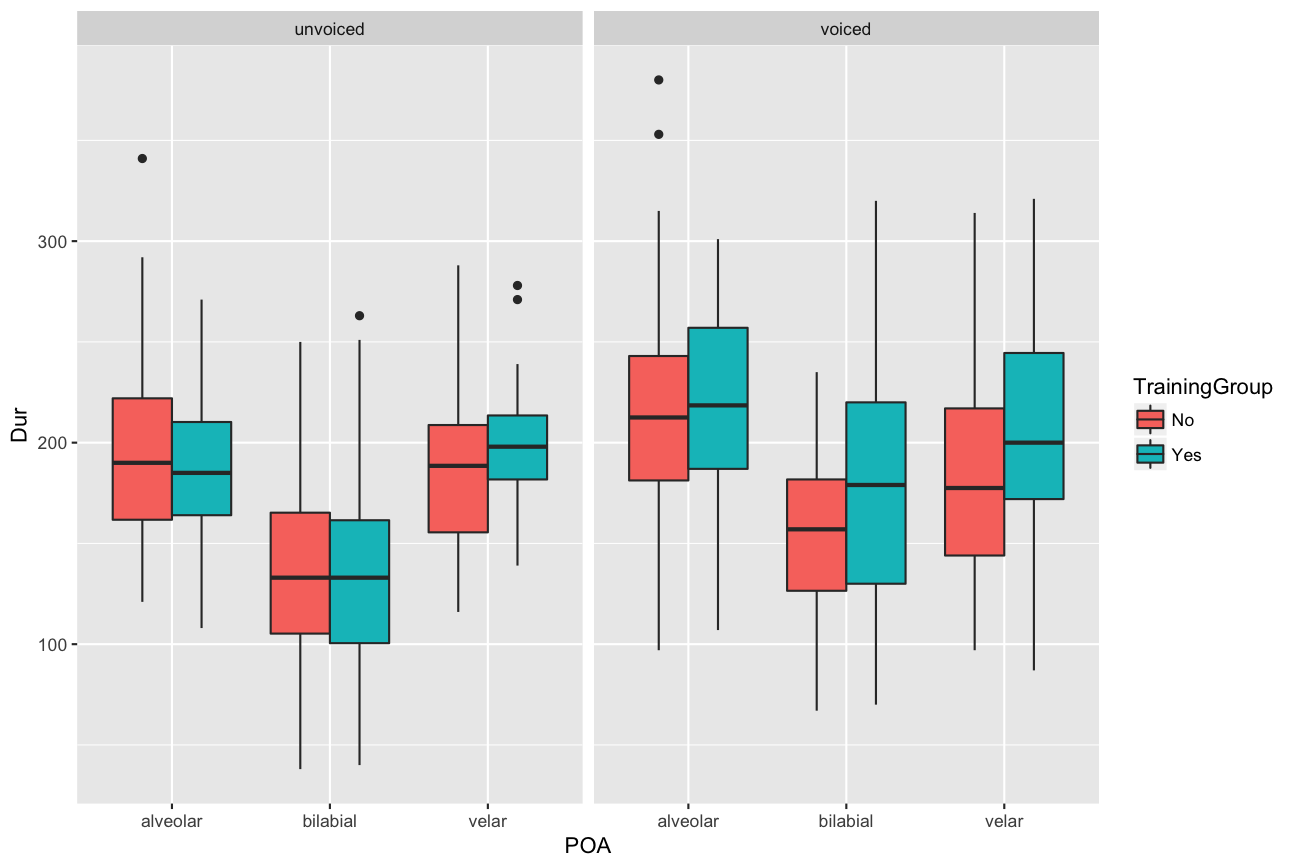 unvoiced
voiced
Dur
300
200
100
alveolar
bilabial
velar
alveolar
bilabial
velar
POA
TrainingGroup
No
Yes